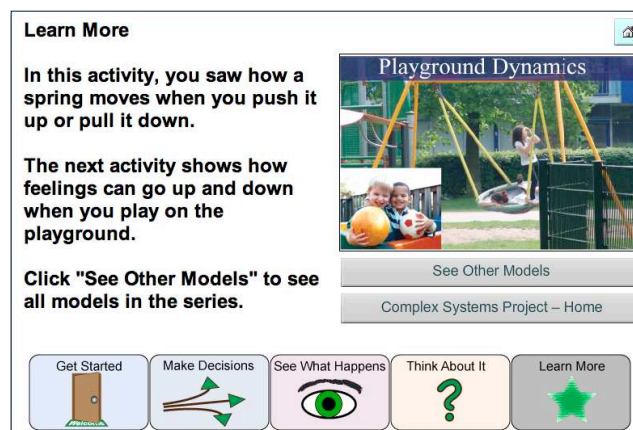 Learn More
In this activity, you saw how a
spring moves when you push it
up or pull it down.
The next activity shows how
feelings can go up and down
when you play on the
playground.
Click "See Other Models" to see
all models in the series.
Playground Dynamics
See Other Models
Complex Systems Project – Home
Get Started
Make Decisions
See What Happens
Think About It
Learn More
Welcome